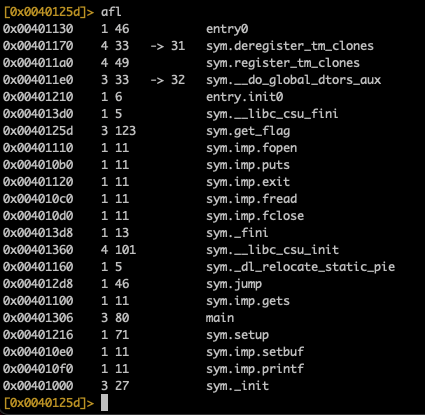 [0x0040125d]> afl
0x00401130 1 46 entry0
0x00401170 4 33 -> 31 sym.deregister_tm_clones
0x004011a0 4 49 sym.register_tm_clones
0x004011e0 3 33 -> 32 sym.__do_global_dtors_aux
0x00401210 1 6 entry.init0
0x004013d0 1 5 sym.__libc_csu_fini
0x0040125d 3 123 sym.get_flag
0x00401110 1 11 sym.imp.fopen
0x004010b0 1 11 sym.imp.puts
0x00401120 1 11 sym.imp.exit
0x004010c0 1 11 sym.imp.fread
0x004010d0 1 11 sym.imp.fclose
0x004013d8 1 13 sym._fini
0x00401360 4 101 sym.__libc_csu_init
0x00401160 1 5 sym._dl_relocate_static_pie
0x004012d8 1 46 sym.jump
0x00401100 1 11 sym.imp.gets
0x00401306 3 80 main
0x00401216 1 71 sym.setup
0x004010e0 1 11 sym.imp.setbuf
0x004010f0 1 11 sym.imp.printf
0x00401000 3 27 sym._init
[0x0040125d]>